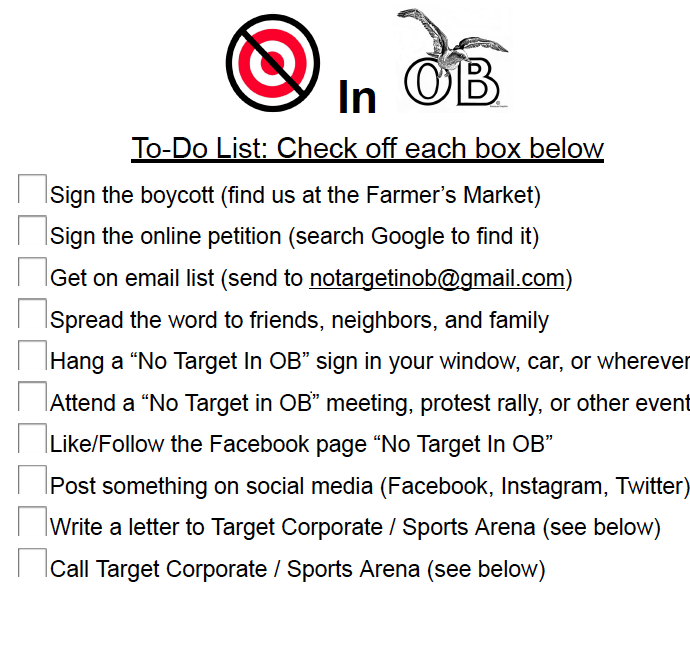 In OB
To-Do List: Check off each box below
Sign the boycott (find us at the Farmer’s Market)
Sign the online petition (search Google to find it)
Get on email list (send to notargetinob@gmail.com)
Spread the word to friends, neighbors, and family
Hang a “No Target In OB” sign in your window, car, or wherever
Attend a “No Target in OB” meeting, protest rally, or other event
Like/Follow the Facebook page “No Target In OB”
Post something on social media (Facebook, Instagram, Twitter)
Write a letter to Target Corporate / Sports Arena (see below)
Call Target Corporate / Sports Arena (see below)